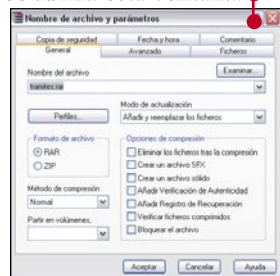 Nombre de archivo y parámetros
Copia de seguridad
Fecha y hora
Comentario
General
Avanzado
Ficheros
Nombre del archivo
Examinar...
tramites.rar
Modo de actualización
Perfiles...
Añadir y reemplazar los ficheros
Formato de archivo
RAR
ZIP
Opciones de compresión
Eliminar los ficheros tras la compresión
Crear un archivo SFX
Crear un archivo sólido
Añadir Verificación de Autenticidad
Añadir Registro de Recuperación
Verificar ficheros comprimidos
Bloquear el archivo
Método de compresión
Normal
Partir en volúmenes,
Aceptar
Cancelar
Ayuda